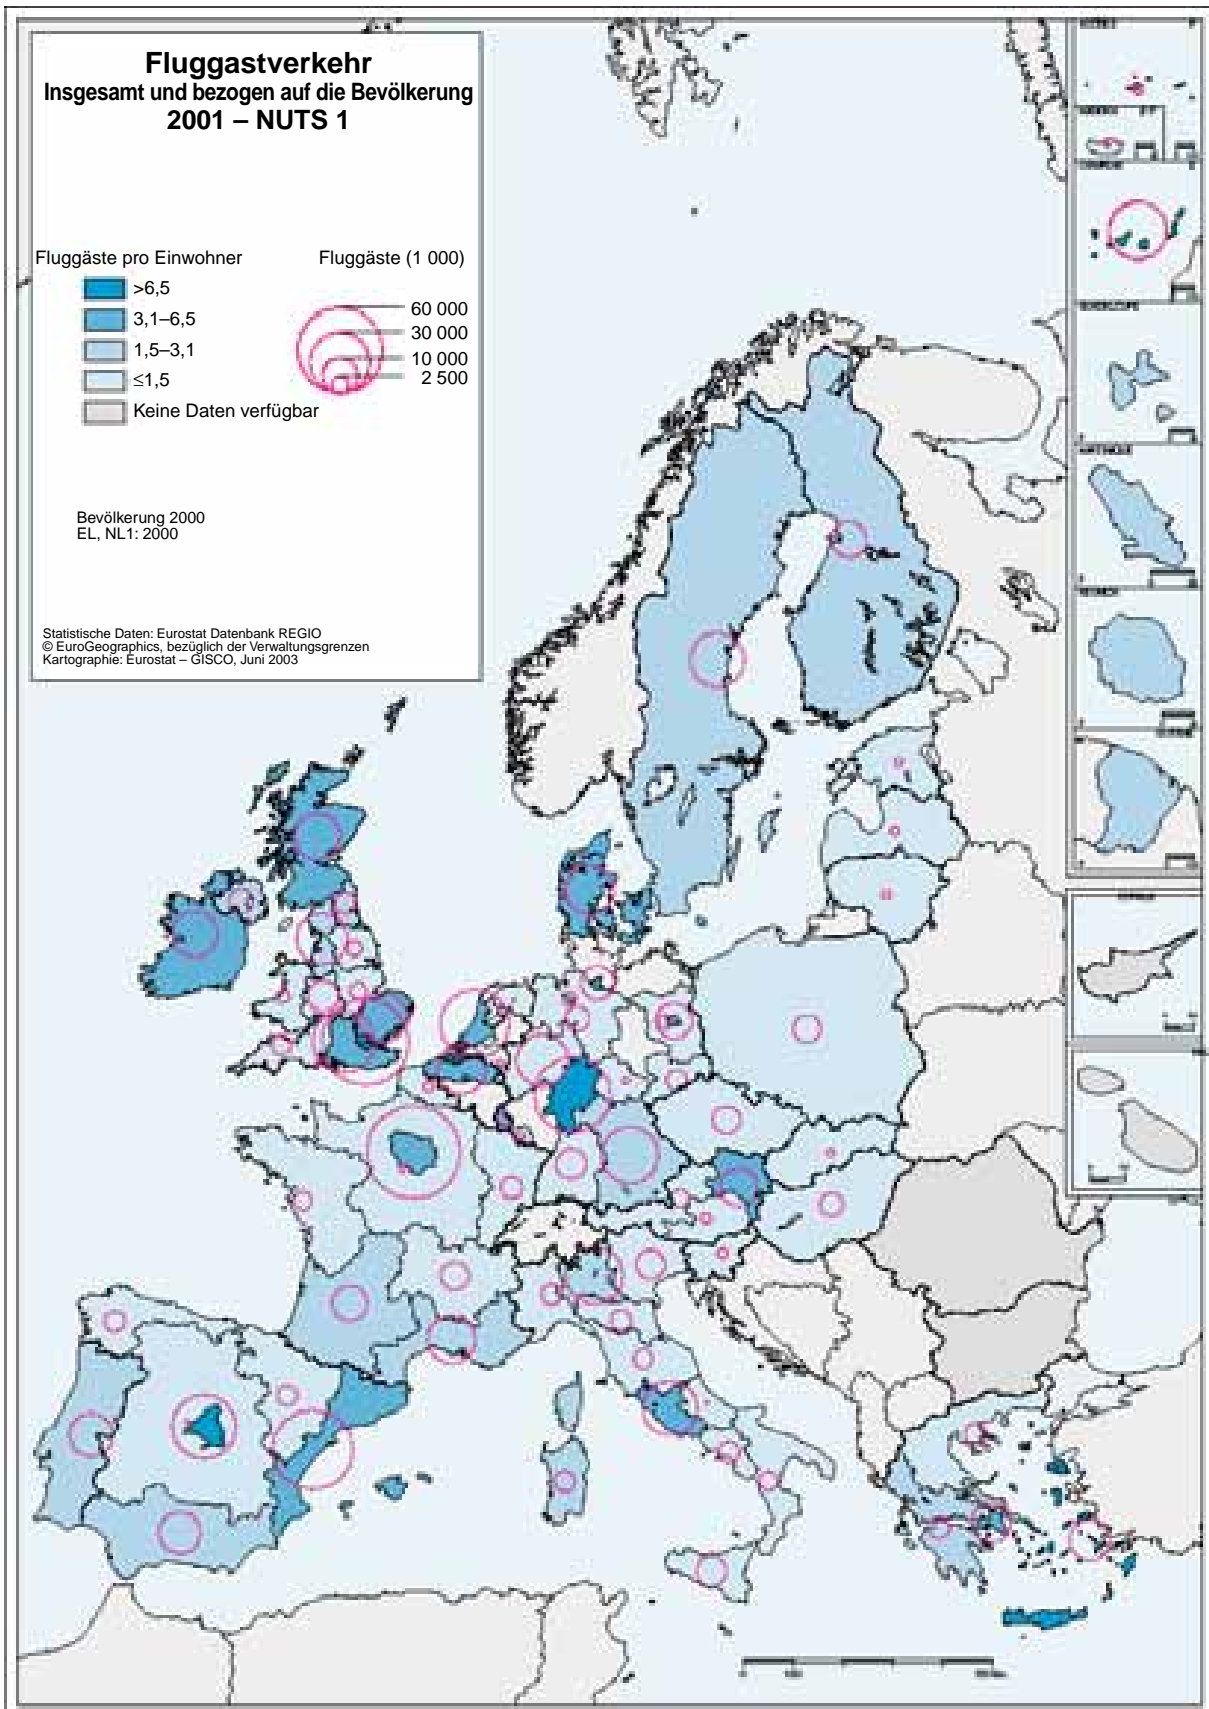 Fluggastverkehr
Insgesamt und bezogen auf die Bevölkerung
2001 – NUTS 1
Fluggäste pro Einwohner
>6,5
3,1–6,5
1,5–3,1
≤1,5
Keine Daten verfügbar
Fluggäste (1 000)
60 000
30 000
10 000
2 500
Bevölkerung 2000
EL, NL1: 2000
Statistische Daten: Eurostat Datenbank REGIO
© EuroGeographics, bezüglich der Verwaltungsgrenzen
Kartographie: Eurostat – GISCO, Juni 2003